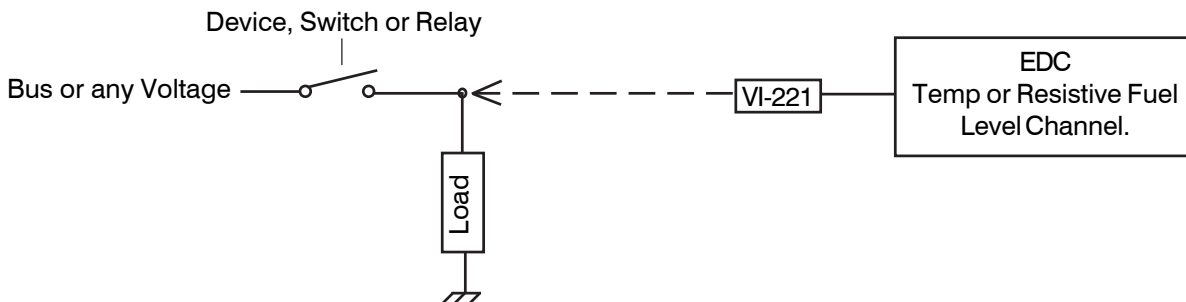 Device, Switch or Relay
Bus or any Voltage
VI-221
EDC
Temp or Resistive Fuel
Level Channel.
Load